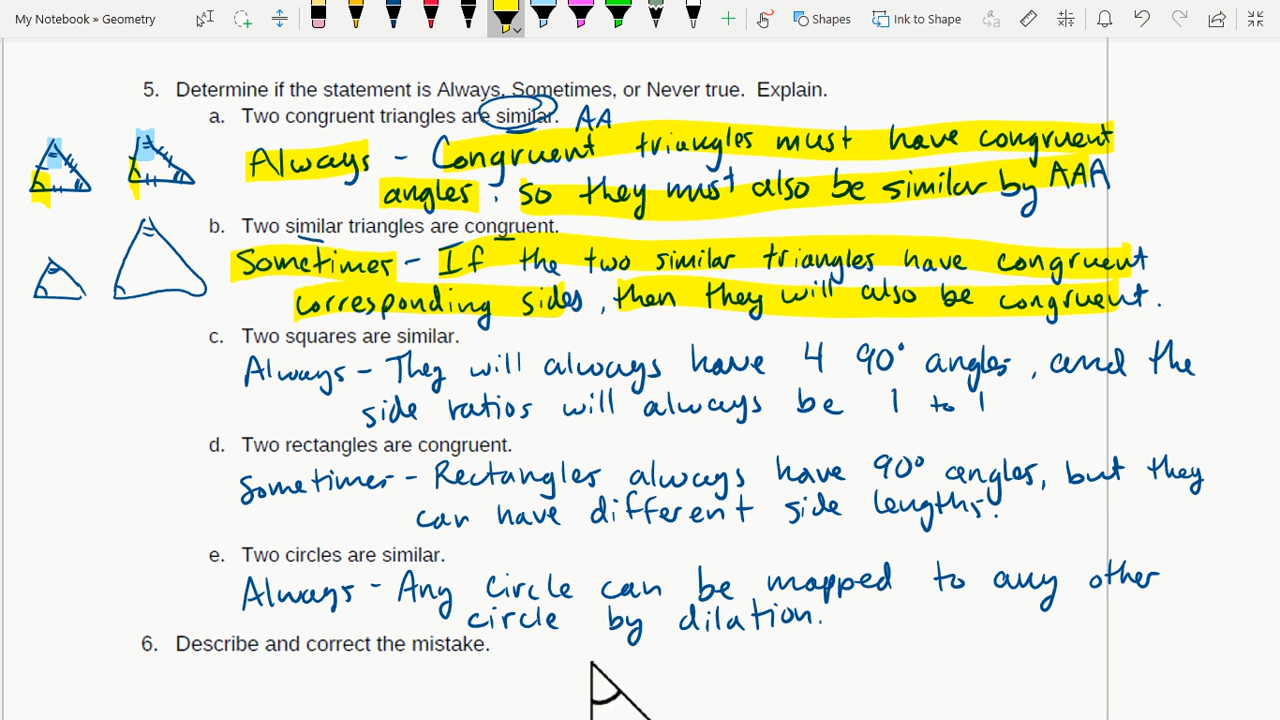 My Notebook » Geometry
Shapes
Ink to Shape
5. Determine if the statement is Always, Sometimes, or Never true. Explain.
a. Two congruent triangles are similar. AA
Always - Congruent triangles must have congruent
angles, so they must also be similar by AAA
b. Two similar triangles are congruent.
Sometimes - If the two similar triangles have congruent
corresponding sides, then they will also be congruent.
c. Two squares are similar.
Always - They will always have 4 90° angles, and the
side ratios will always be 1 to 1
d. Two rectangles are congruent.
Sometimes - Rectangles always have 90° angles, but they
can have different side lengths.
e. Two circles are similar.
Always - Any circle can be mapped to any other
circle by dilation.
6. Describe and correct the mistake.